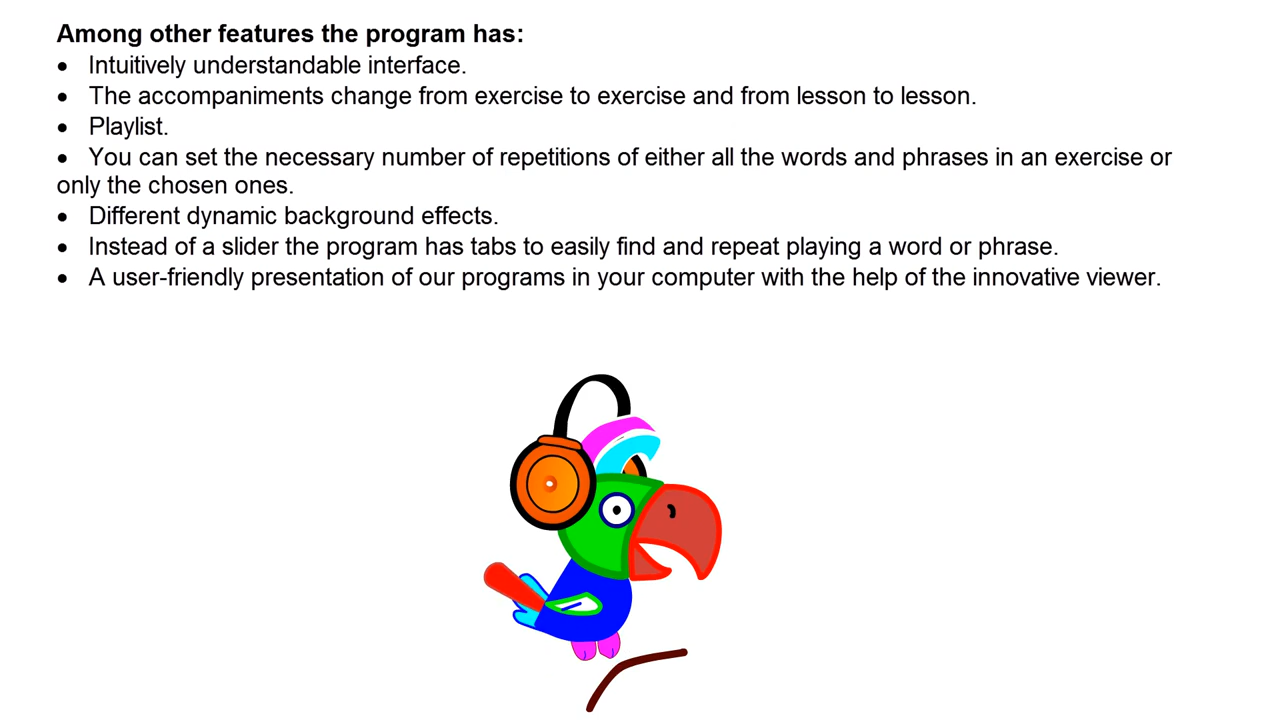 Among other features the program has:
• Intuitively understandable interface.
• The accompaniments change from exercise to exercise and from lesson to lesson.
• Playlist.
• You can set the necessary number of repetitions of either all the words and phrases in an exercise or
only the chosen ones.
• Different dynamic background effects.
• Instead of a slider the program has tabs to easily find and repeat playing a word or phrase.
• A user-friendly presentation of our programs in your computer with the help of the innovative viewer.